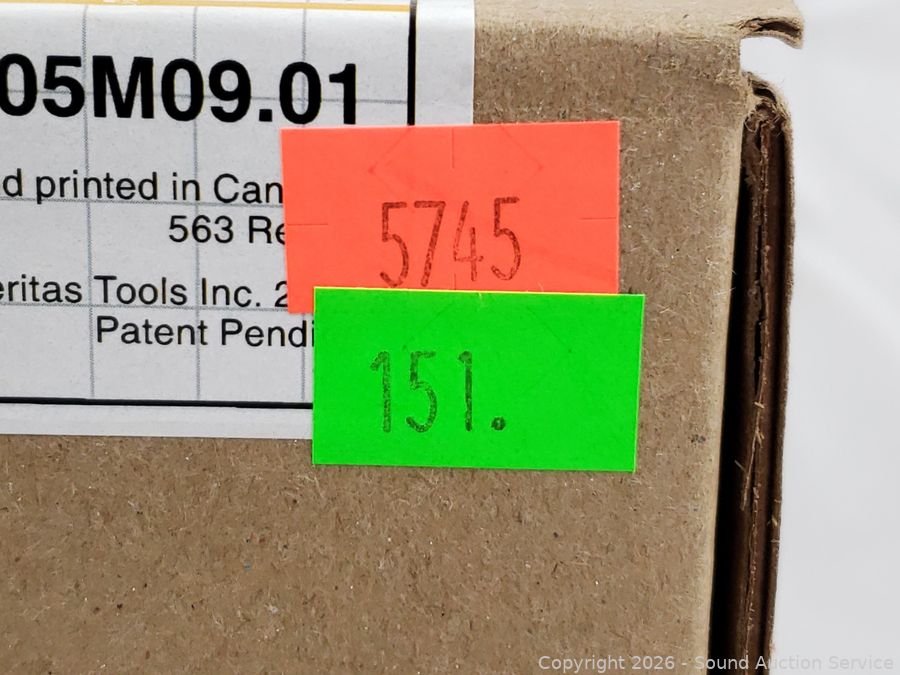 05M09.01
d printed in Can
563 Re
eritas Tools Inc. 2
Patent Pendi
5745
151.
Copyright 2026 - Sound Auction Service